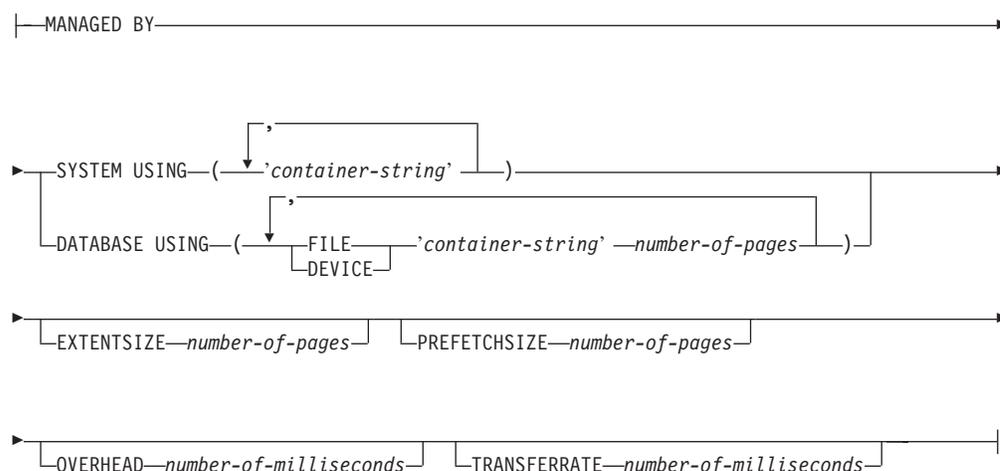 MANAGED BY
,
SYSTEM USING ( 'container-string' )
,
DATABASE USING ( FILE 'container-string' number-of-pages )
DEVICE
EXTENTSIZE number-of-pages PREFETCHSIZE number-of-pages
OVERHEAD number-of-milliseconds TRANSFERRATE number-of-milliseconds